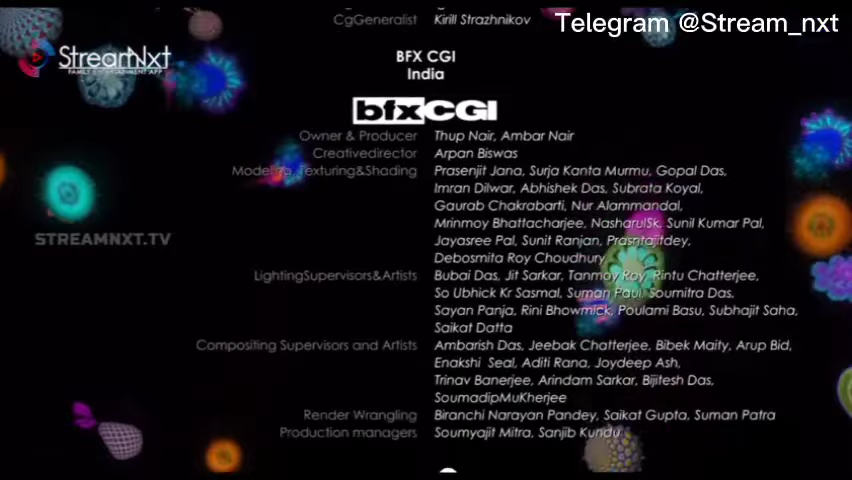 CgGeneralist Kirill Strazhnikov
Telegram @Stream_nxt
StreamNxt
FAMILY ENTERTAINMENT APP
BFX CGI
India
bfxCGI
Owner & Producer Thup Nair, Ambar Nair
Creativedirector Arpan Biswas
Modeling, Texturing&Shading Prasenjit Jana, Surja Kanta Murmu, Gopal Das,
Imran Dilwar, Abhishek Das, Subrata Koyal,
Gaurab Chakrabarti, Nur Alammandal,
STREAMNXT.TV
Mrinmoy Bhattacharjee, NasharulSk, Sunil Kumar Pal,
Jayasree Pal, Sunit Ranjan, Prasntajitdey,
Debosmita Roy Choudhury
LightingSupervisors&Artists Bubai Das, Jit Sarkar, Tanmoy Roy, Rintu Chatterjee,
So Ubhick Kr Sasmal, Suman Paul, Soumitra Das.
Sayan Panja, Rini Bhowmick, Poulami Basu, Subhajit Saha,
Saikat Datta
Compositing Supervisors and Artists Ambarish Das, Jeebak Chatterjee, Bibek Maity, Arup Bid,
Enakshi Seal, Aditi Rana, Joydeep Ash,
Trinav Banerjee, Arindam Sarkar, Bijitesh Das,
SoumadipMuKherjee
Render Wrangling Biranchi Narayan Pandey, Saikat Gupta, Suman Patra
Production managers Soumyajit Mitra, Sanjib Kundu